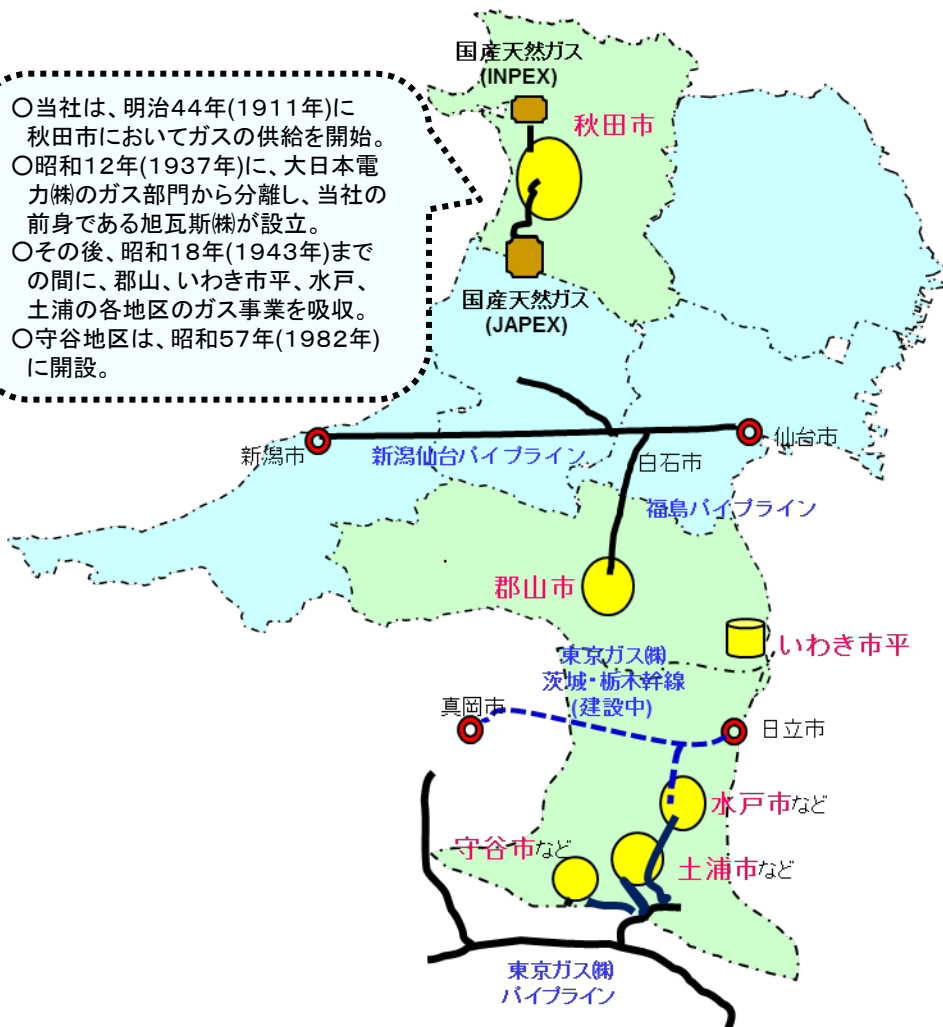 国産天然ガス
(INPEX)
○当社は、明治44年(1911年)に
秋田市においてガスの供給を開始。
○昭和12年(1937年)に、大日本電
力㈱のガス部門から分離し、当社の
前身である旭瓦斯㈱が設立。
○その後、昭和18年(1943年)まで
の間に、郡山、いわき市平、水戸、
土浦の各地区のガス事業を吸収。
○守谷地区は、昭和57年(1982年)
に開設。
秋田市
国産天然ガス
(JAPEX)
新潟市
新潟仙台パイプライン
白石市
仙台市
福島パイプライン
郡山市
いわき市平
東京ガス㈱
茨城・栃木幹線
(建設中)
真岡市
日立市
水戸市など
守谷市など
土浦市など
東京ガス㈱
パイプライン